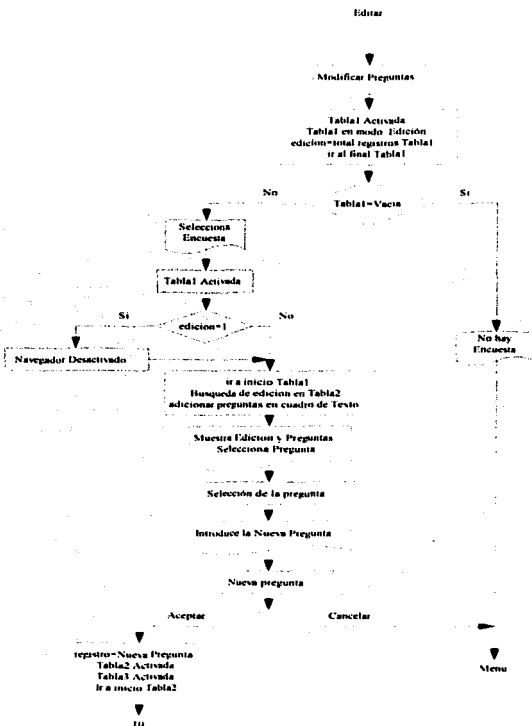 Editar
Modificar Preguntas
Tabla1 Activada
Tabla1 en modo Edición
edicion=total registros Tabla1
ir al final Tabla1
No
Si
Tabla1=Vacia
Selecciona
Encuesta
Tabla1 Activada
Si
edicion=1
No
Navegador Desactivado
No hay
Encuesta
ir a inicio Tabla1
Busqueda de edicion en Tabla2
adicionar preguntas en cuadro de Texto
Muestra Edicion y Preguntas
Selecciona Pregunta
Selección de la pregunta
Introduce la Nueva Pregunta
Nueva pregunta
Aceptar
Cancelar
registro=Nueva Pregunta
Tabla2 Activada
Tabla3 Activada
Ir a inicio Tabla2
Menu